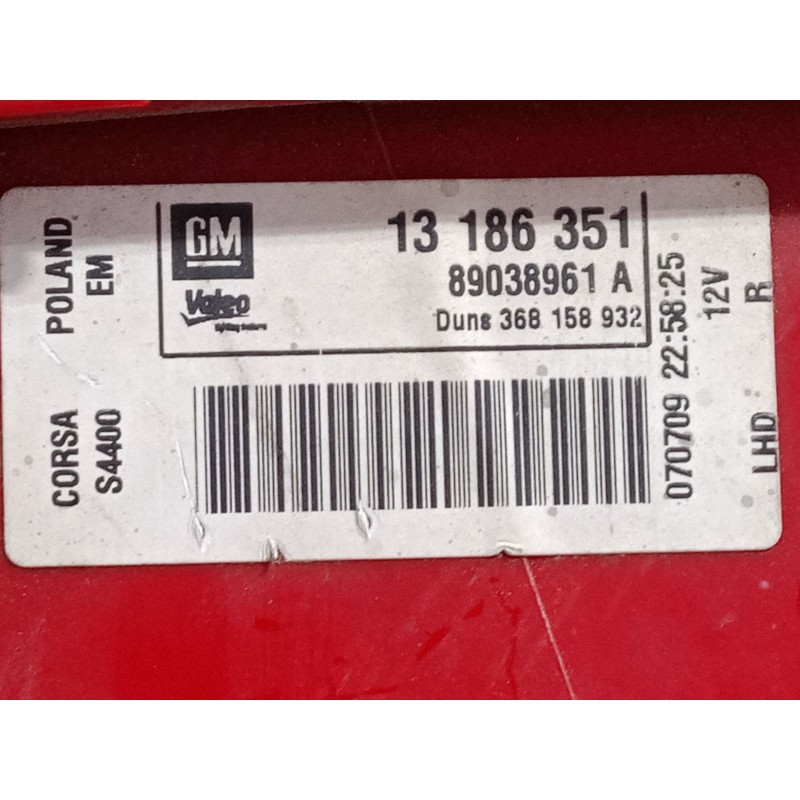 POLAND
EM
CORSA
S4400
GM
13 186 351
89038961 A
Valeo
Duns 368 158 932
070709 22:58:25
12V
R
LHD